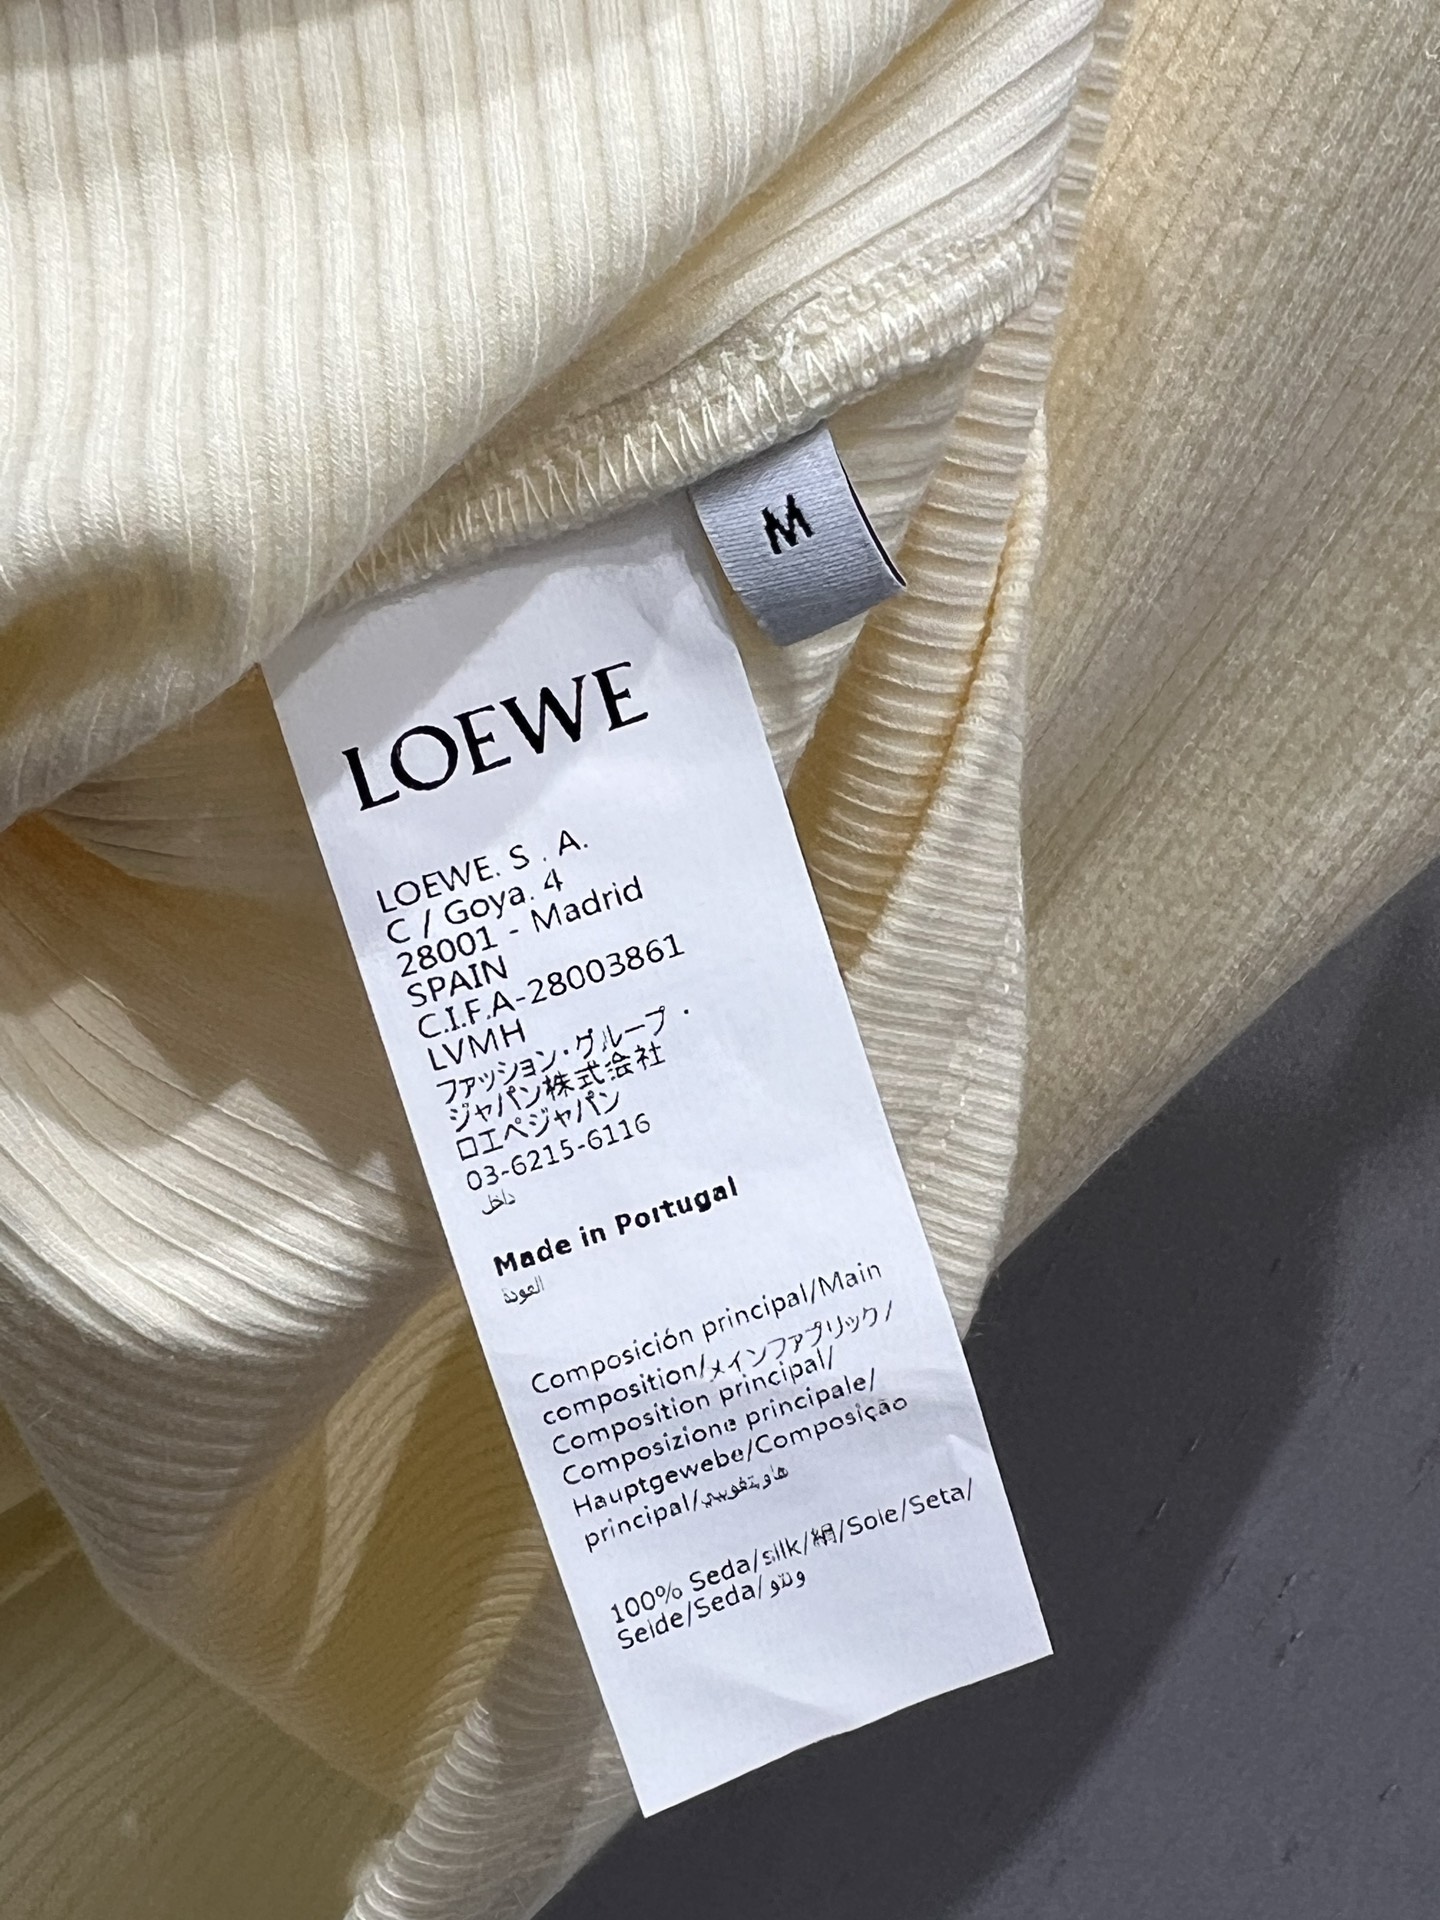 M
LOEWE
LOEWE. S . A.
C / Goya. 4
28001 - Madrid
SPAIN
C.I.F.A-28003861
LVMH
ファッション・グループ・
ジャパン株式会社
ロエベジャパン
03-6215-6116
داخل
Made in Portugal
العودة
Composición principal/Main
composition/メインファブリック/
Composition principal/
Composizione principale/
Hauptgewebe/Composição
principal/
100% Seda/silk/絹/Soie/Seta/
Seide/Seda/